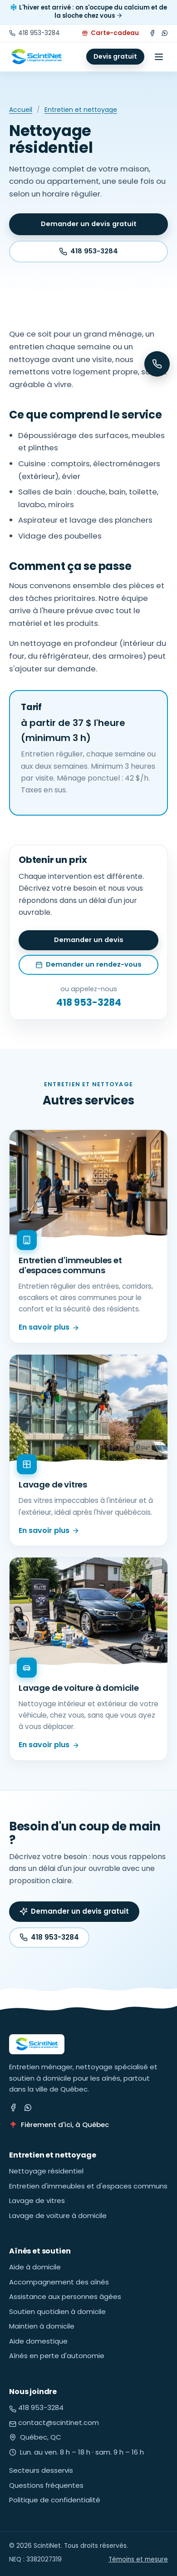 ❄️ L'hiver est arrivé : on s'occupe du calcium et de
la sloche chez vous →
418 953-3284
Carte-cadeau
ScintiNet
Devis gratuit
Accueil / Entretien et nettoyage
Nettoyage
résidentiel
Nettoyage complet de votre maison,
condo ou appartement, une seule fois ou
selon un horaire régulier.
Demander un devis gratuit
418 953-3284
Que ce soit pour un grand ménage, un
entretien chaque semaine ou un
nettoyage avant une visite, nous
remettons votre logement propre, sain et
agréable à vivre.
Ce que comprend le service
• Dépoussiérage des surfaces, meubles
et plinthes
• Cuisine : comptoirs, électroménagers
(extérieur), évier
• Salles de bain : douche, bain, toilette,
lavabo, miroirs
• Aspirateur et lavage des planchers
• Vidage des poubelles
Comment ça se passe
Nous convenons ensemble des pièces et
des tâches prioritaires. Notre équipe
arrive à l'heure prévue avec tout le
matériel et les produits.
Un nettoyage en profondeur (intérieur du
four, du réfrigérateur, des armoires) peut
s'ajouter sur demande.
Tarif
à partir de 37 $ l'heure
(minimum 3 h)
Entretien régulier, chaque semaine ou
aux deux semaines. Minimum 3 heures
par visite. Ménage ponctuel : 42 $/h.
Taxes en sus.
Obtenir un prix
Chaque intervention est différente.
Décrivez votre besoin et nous vous
répondons dans un délai d'un jour
ouvrable.
Demander un devis
Demander un rendez-vous
ou appelez-nous
418 953-3284
ENTRETIEN ET NETTOYAGE
Autres services
Entretien d'immeubles et
d'espaces communs
Entretien régulier des entrées, corridors,
escaliers et aires communes pour le
confort et la sécurité des résidents.
En savoir plus →
Lavage de vitres
Des vitres impeccables à l'intérieur et à
l'extérieur, idéal après l'hiver québécois.
En savoir plus →
Lavage de voiture à domicile
Nettoyage intérieur et extérieur de votre
véhicule, chez vous, sans que vous ayez
à vous déplacer.
En savoir plus →
Besoin d'un coup de main
?
Décrivez votre besoin : nous vous rappelons
dans un délai d'un jour ouvrable avec une
proposition claire.
Demander un devis gratuit
418 953-3284
ScintiNet
Entretien ménager, nettoyage spécialisé et
soutien à domicile pour les aînés, partout
dans la ville de Québec.
Fièrement d'ici, à Québec
Entretien et nettoyage
Nettoyage résidentiel
Entretien d'immeubles et d'espaces communs
Lavage de vitres
Lavage de voiture à domicile
Aînés et soutien
Aide à domicile
Accompagnement des aînés
Assistance aux personnes âgées
Soutien quotidien à domicile
Maintien à domicile
Aide domestique
Aînés en perte d'autonomie
Nous joindre
418 953-3284
contact@scintinet.com
Québec, QC
Lun. au ven. 8 h – 18 h · sam. 9 h – 16 h
Secteurs desservis
Questions fréquentes
Politique de confidentialité
© 2026 ScintiNet. Tous droits réservés.
NEQ : 3382027319
Témoins et mesure